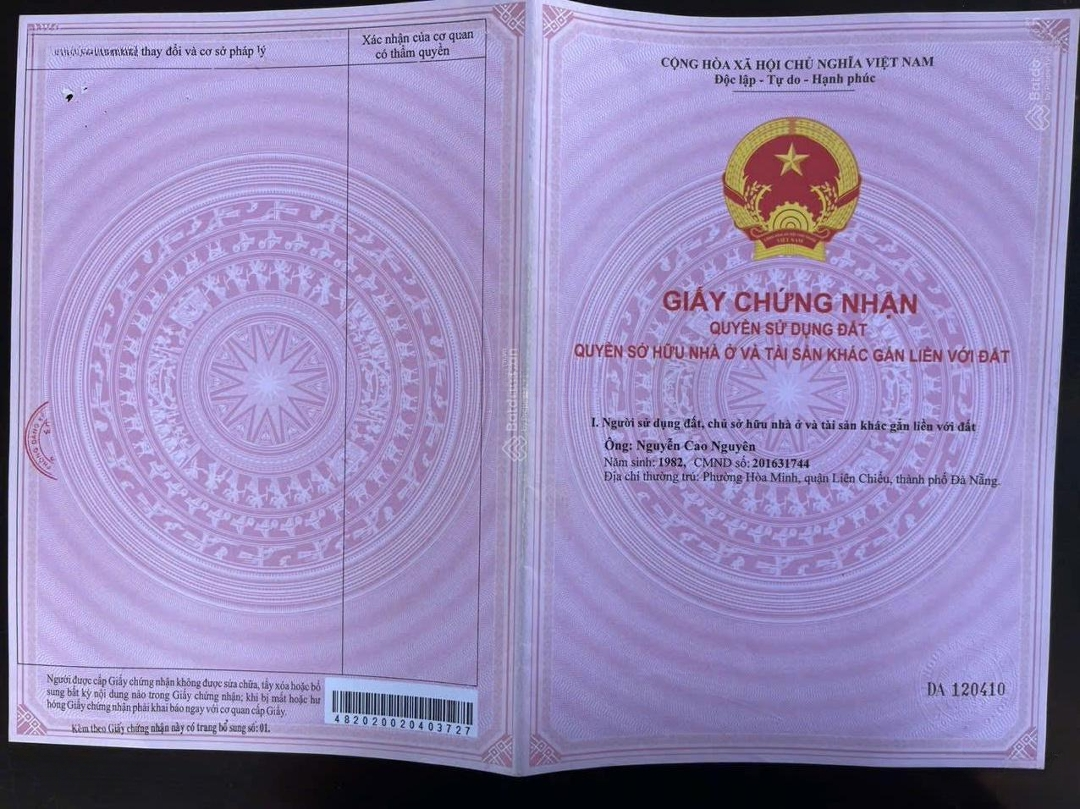 thay đổi và cơ sở pháp lý
Xác nhận của cơ quan
có thẩm quyền
Người được cấp Giấy chứng nhận không được sửa chữa, tẩy xóa hoặc bổ
sung bất kỳ nội dung nào trong Giấy chứng nhận; khi bị mất hoặc hư
hỏng Giấy chứng nhận phải khai báo ngay với cơ quan cấp Giấy.
482020020403727
Kèm theo Giấy chứng nhận này có trang bổ sung số: 01.
CỘNG HÒA XÃ HỘI CHỦ NGHĨA VIỆT NAM
Độc lập - Tự do - Hạnh phúc
VIỆT NAM
GIẤY CHỨNG NHẬN
QUYỀN SỬ DỤNG ĐẤT
QUYỀN SỞ HỮU NHÀ Ở VÀ TÀI SẢN KHÁC GẮN LIỀN VỚI ĐẤT
I. Người sử dụng đất, chủ sở hữu nhà ở và tài sản khác gắn liền với đất
Ông: Nguyễn Cao Nguyên
Năm sinh: 1982, CMND số: 201631744
Địa chỉ thường trú: Phường Hòa Minh, quận Liên Chiểu, thành phố Đà Nẵng.
DA 120410